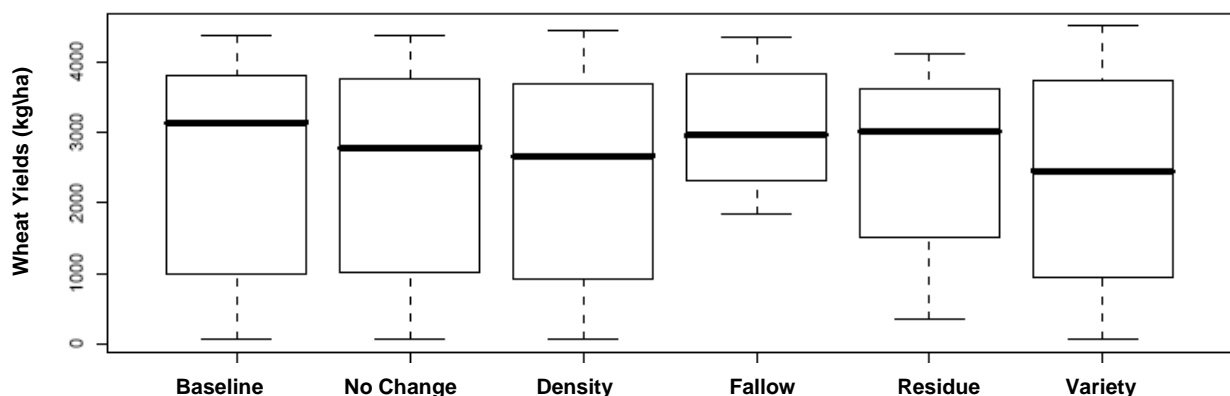 Wheat Yields (kg\ha)
4000
3000
2000
1000
0
Baseline No Change Density Fallow Residue Variety